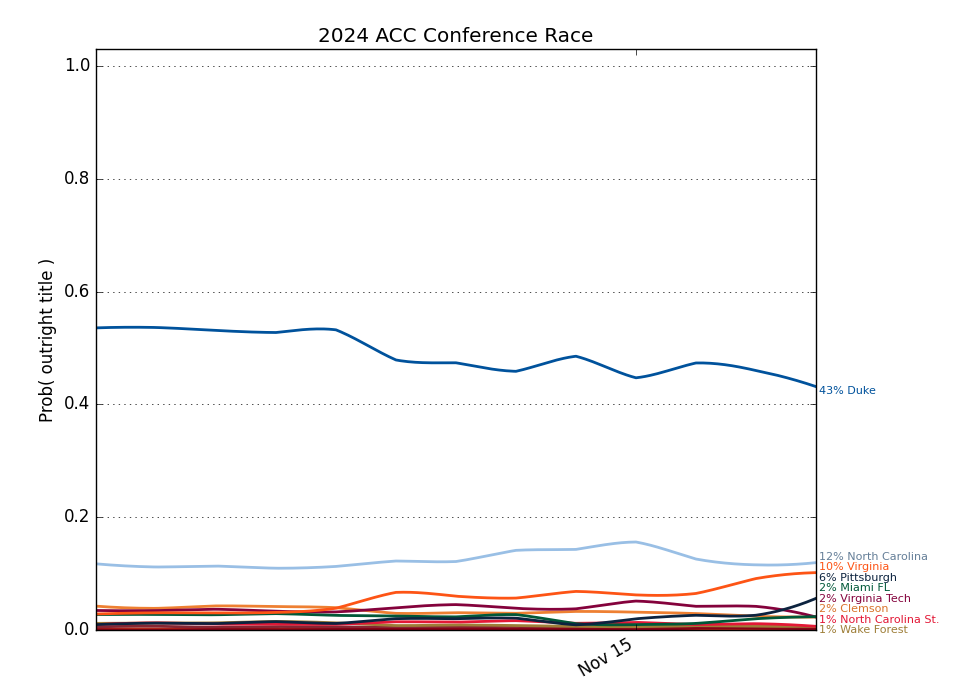 2024 ACC Conference Race
Prob( outright title )
1.0
0.8
0.6
0.4
0.2
0.0
Nov 15
43% Duke
12% North Carolina
10% Virginia
6% Pittsburgh
2% Miami FL
2% Virginia Tech
2% Clemson
1% North Carolina St.
1% Wake Forest